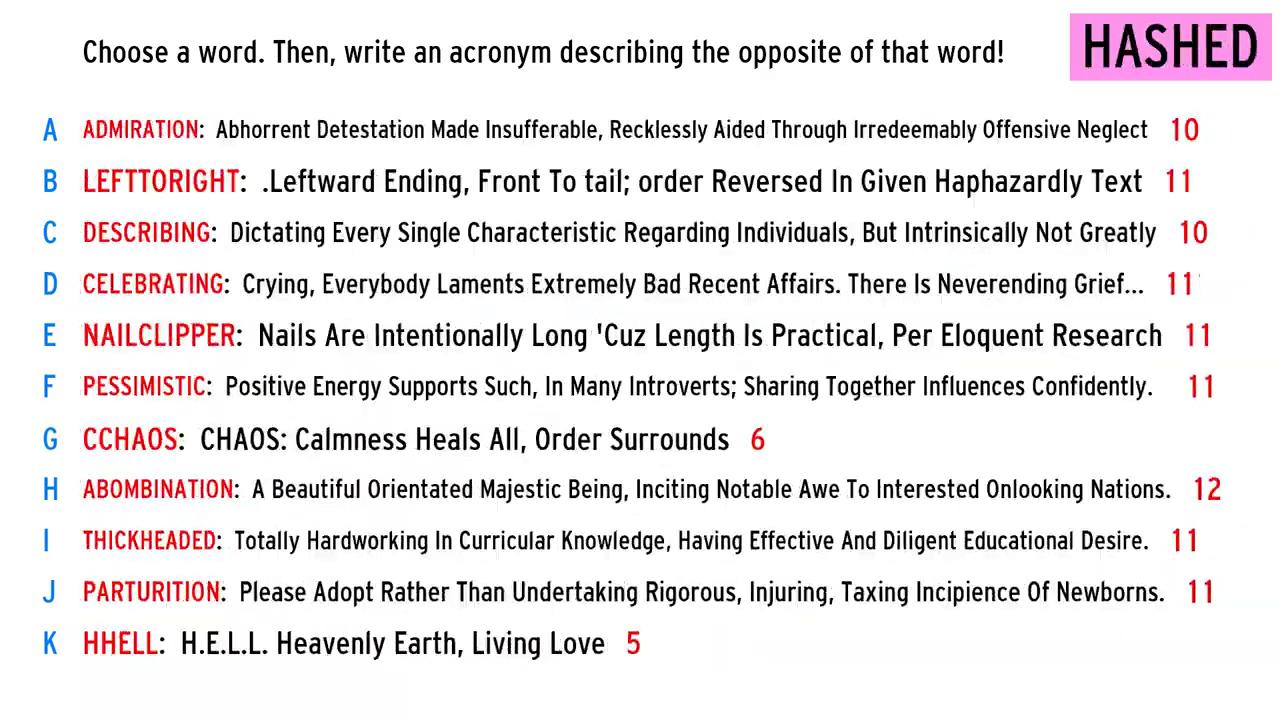 Choose a word. Then, write an acronym describing the opposite of that word!
HASHED
A ADMIRATION: Abhorrent Detestation Made Insufferable, Recklessly Aided Through Irredeemably Offensive Neglect 10
B LEFTTORIGHT: .Leftward Ending, Front To tail; order Reversed In Given Haphazardly Text 11
C DESCRIBING: Dictating Every Single Characteristic Regarding Individuals, But Intrinsically Not Greatly 10
D CELEBRATING: Crying, Everybody Laments Extremely Bad Recent Affairs. There Is Neverending Grief... 11
E NAILCLIPPER: Nails Are Intentionally Long 'Cuz Length Is Practical, Per Eloquent Research 11
F PESSIMISTIC: Positive Energy Supports Such, In Many Introverts; Sharing Together Influences Confidently. 11
G CCHAOS: CHAOS: Calmness Heals All, Order Surrounds 6
H ABOMBINATION: A Beautiful Orientated Majestic Being, Inciting Notable Awe To Interested Onlooking Nations. 12
I THICKHEADED: Totally Hardworking In Curricular Knowledge, Having Effective And Diligent Educational Desire. 11
J PARTURITION: Please Adopt Rather Than Undertaking Rigorous, Injuring, Taxing Incipience Of Newborns. 11
K HHELL: H.E.L.L. Heavenly Earth, Living Love 5